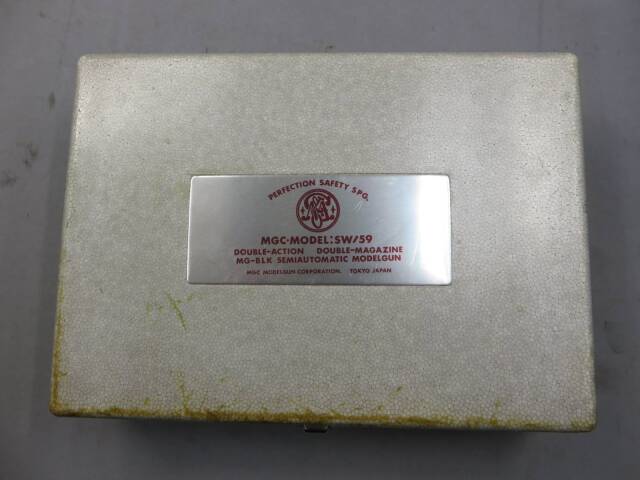 PERFECTION SAFETY SPG.
MGC-MODEL:SW/59
DOUBLE-ACTION DOUBLE-MAGAZINE
MG-BLK SEMIAUTOMATIC MODELGUN
MGC MODELGUN CORPORATION. TOKYO JAPAN